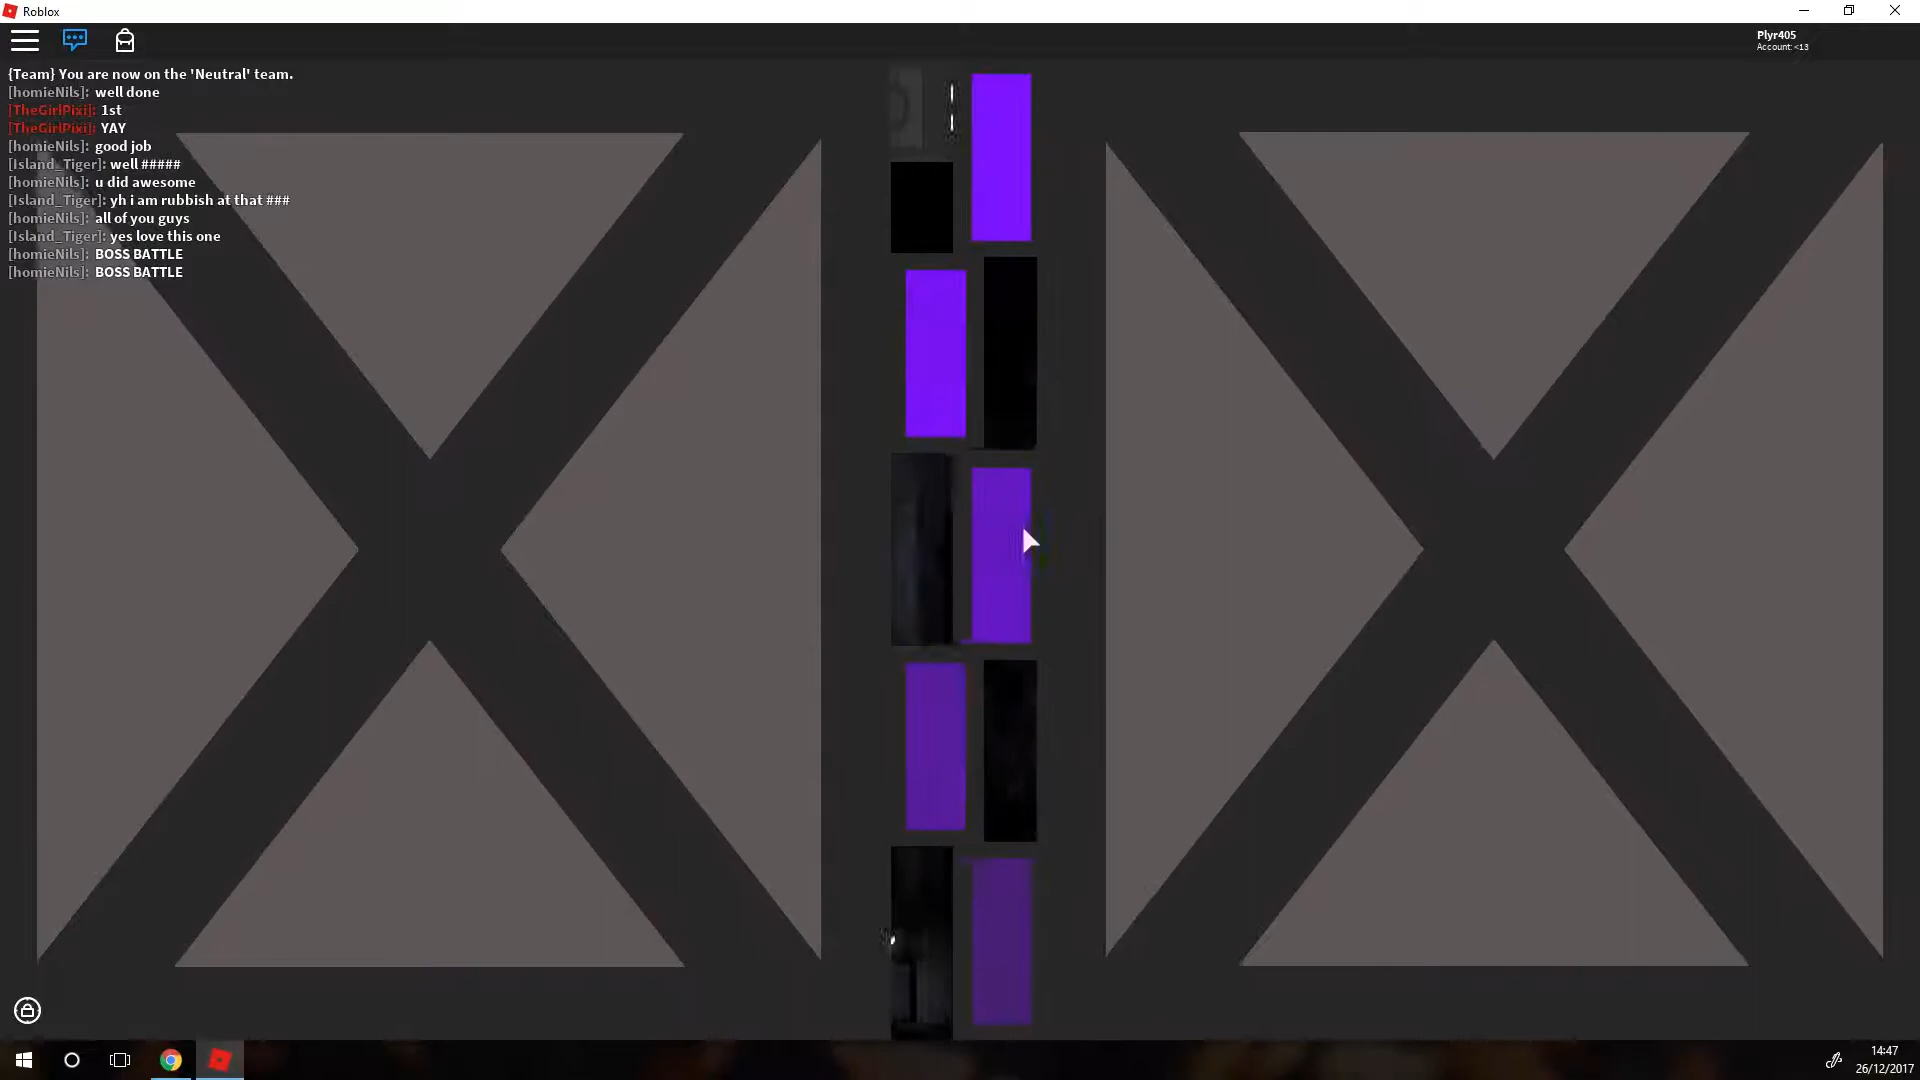 Roblox
Plyr405
Account: <13
{Team} You are now on the 'Neutral' team.
[homieNils]: well done
[TheGirlPixi]: 1st
[TheGirlPixi]: YAY
[homieNils]: good job
[Island_Tiger]: well #####
[homieNils]: u did awesome
[Island_Tiger]: yh i am rubbish at that ###
[homieNils]: all of you guys
[Island_Tiger]: yes love this one
[homieNils]: BOSS BATTLE
[homieNils]: BOSS BATTLE
14:47
26/12/2017